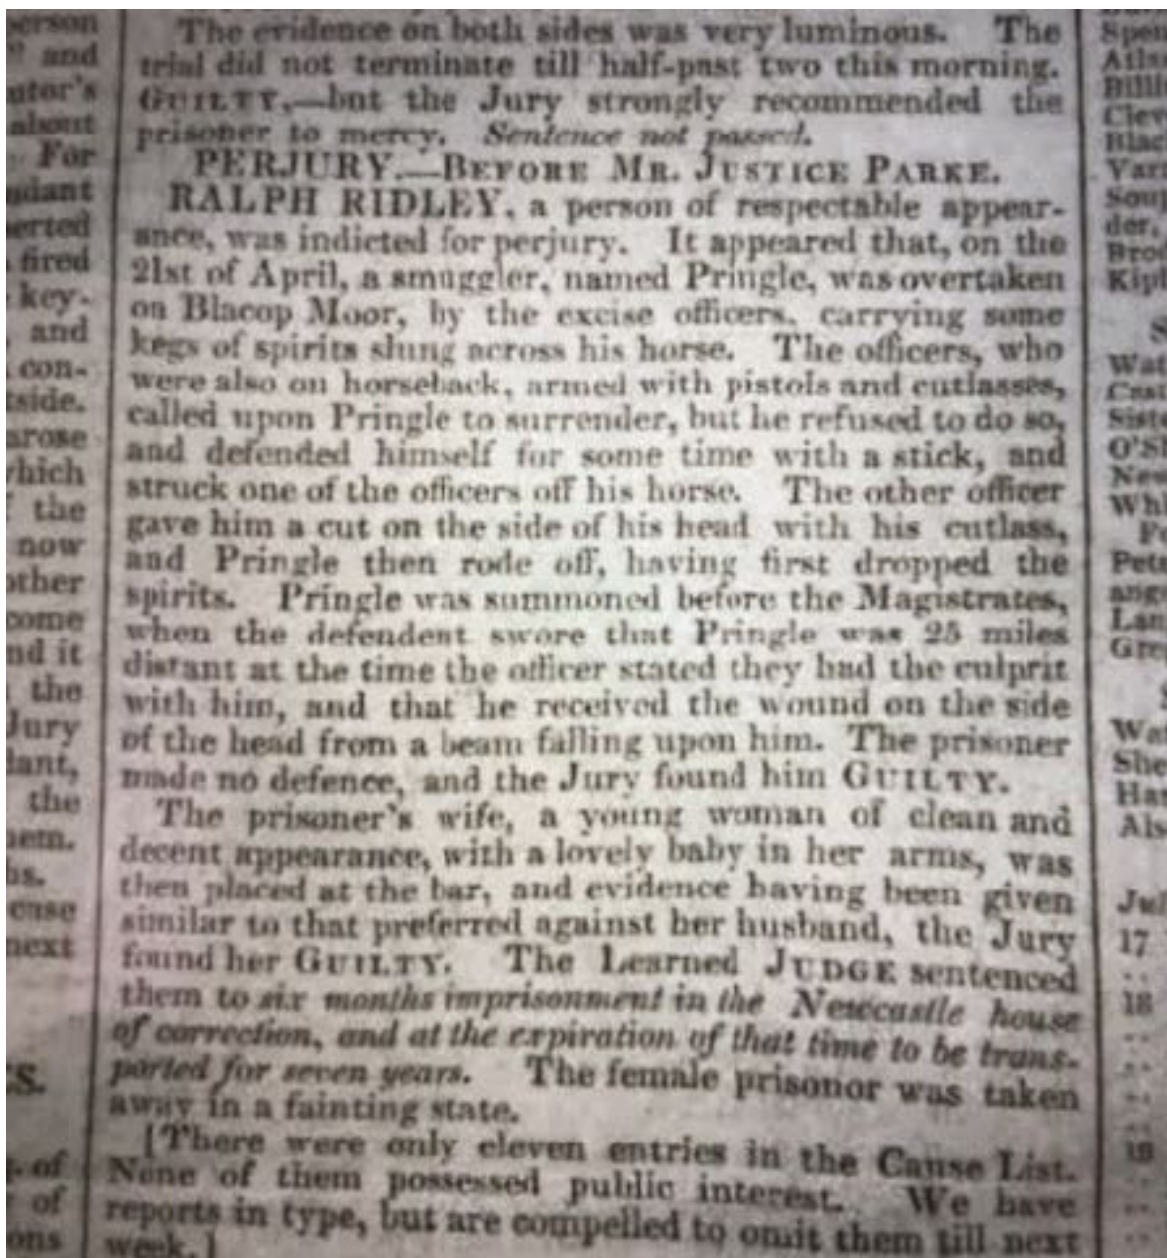 The evidence on both sides was very luminous. The
trial did not terminate till half-past two this morning.
GUILTY,—but the Jury strongly recommended the
prisoner to mercy. Sentence not passed.
PERJURY.—BEFORE MR. JUSTICE PARKE.
RALPH RIDLEY, a person of respectable appear-
ance, was indicted for perjury. It appeared that, on the
21st of April, a smuggler, named Pringle, was overtaken
on Blacop Moor, by the excise officers, carrying some
kegs of spirits slung across his horse. The officers, who
were also on horseback, armed with pistols and cutlasses,
called upon Pringle to surrender, but he refused to do so,
and defended himself for some time with a stick, and
struck one of the officers off his horse. The other officer
gave him a cut on the side of his head with his cutlass,
and Pringle then rode off, having first dropped the
spirits. Pringle was summoned before the Magistrates,
when the defendent swore that Pringle was 25 miles
distant at the time the officer stated they had the culprit
with him, and that he received the wound on the side
of the head from a beam falling upon him. The prisoner
made no defence, and the Jury found him GUILTY.
The prisoner's wife, a young woman of clean and
decent appearance, with a lovely baby in her arms, was
then placed at the bar, and evidence having been given
similar to that preferred against her husband, the Jury
found her GUILTY. The Learned JUDGE sentenced
them to six months imprisonment in the Newcastle house
of correction, and at the expiration of that time to be trans-
ported for seven years. The female prisonor was taken
away in a fainting state.
[There were only eleven entries in the Cause List.
None of them possessed public interest. We have
reports in type, but are compelled to omit them till next
week.]